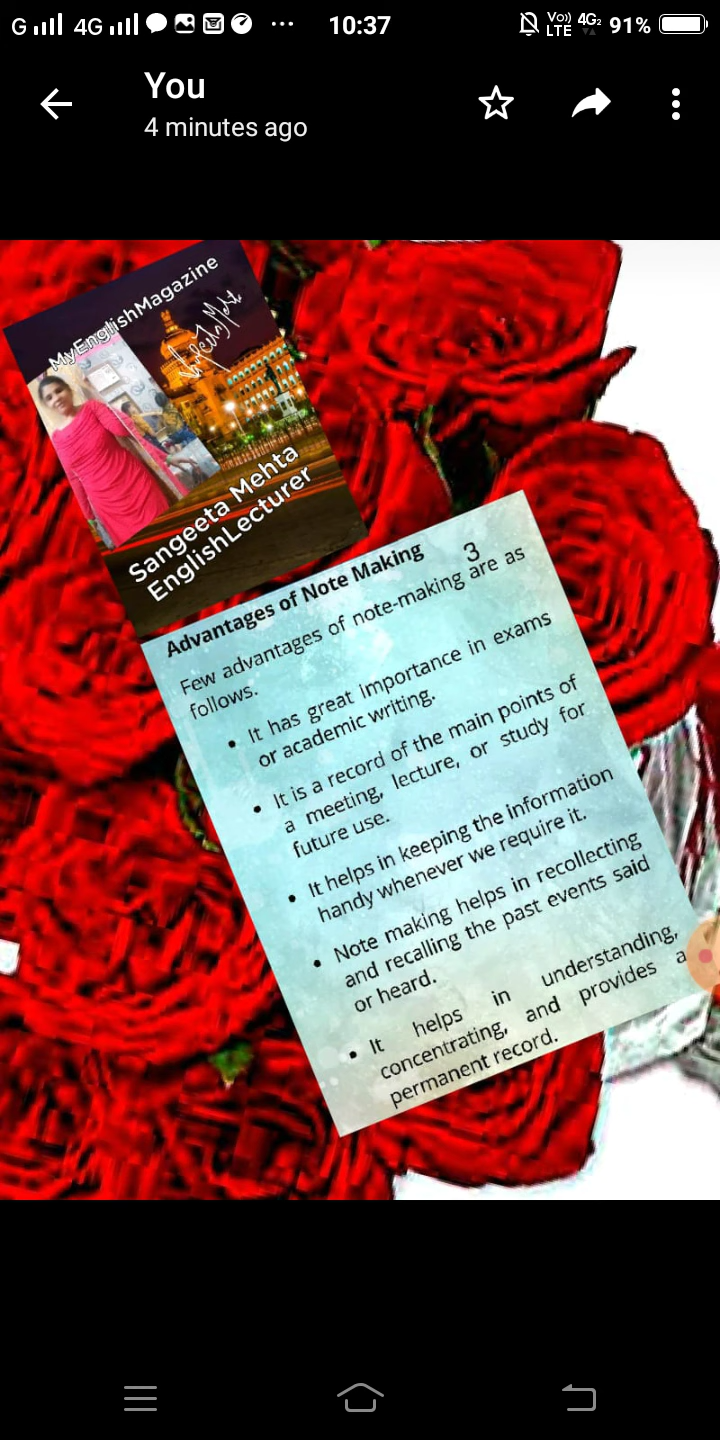 G 4G 10:37 Vo)) LTE 4G2 91%
You
4 minutes ago
MyEnglishMagazine
Sangeeta Mehta
EnglishLecturer
Advantages of Note Making 3
Few advantages of note-making are as
follows.
• It has great importance in exams
or academic writing.
• It is a record of the main points of
a meeting, lecture, or study for
future use.
• It helps in keeping the information
handy whenever we require it.
• Note making helps in recollecting
and recalling the past events said
or heard.
• It helps in understanding,
concentrating, and provides a
permanent record.